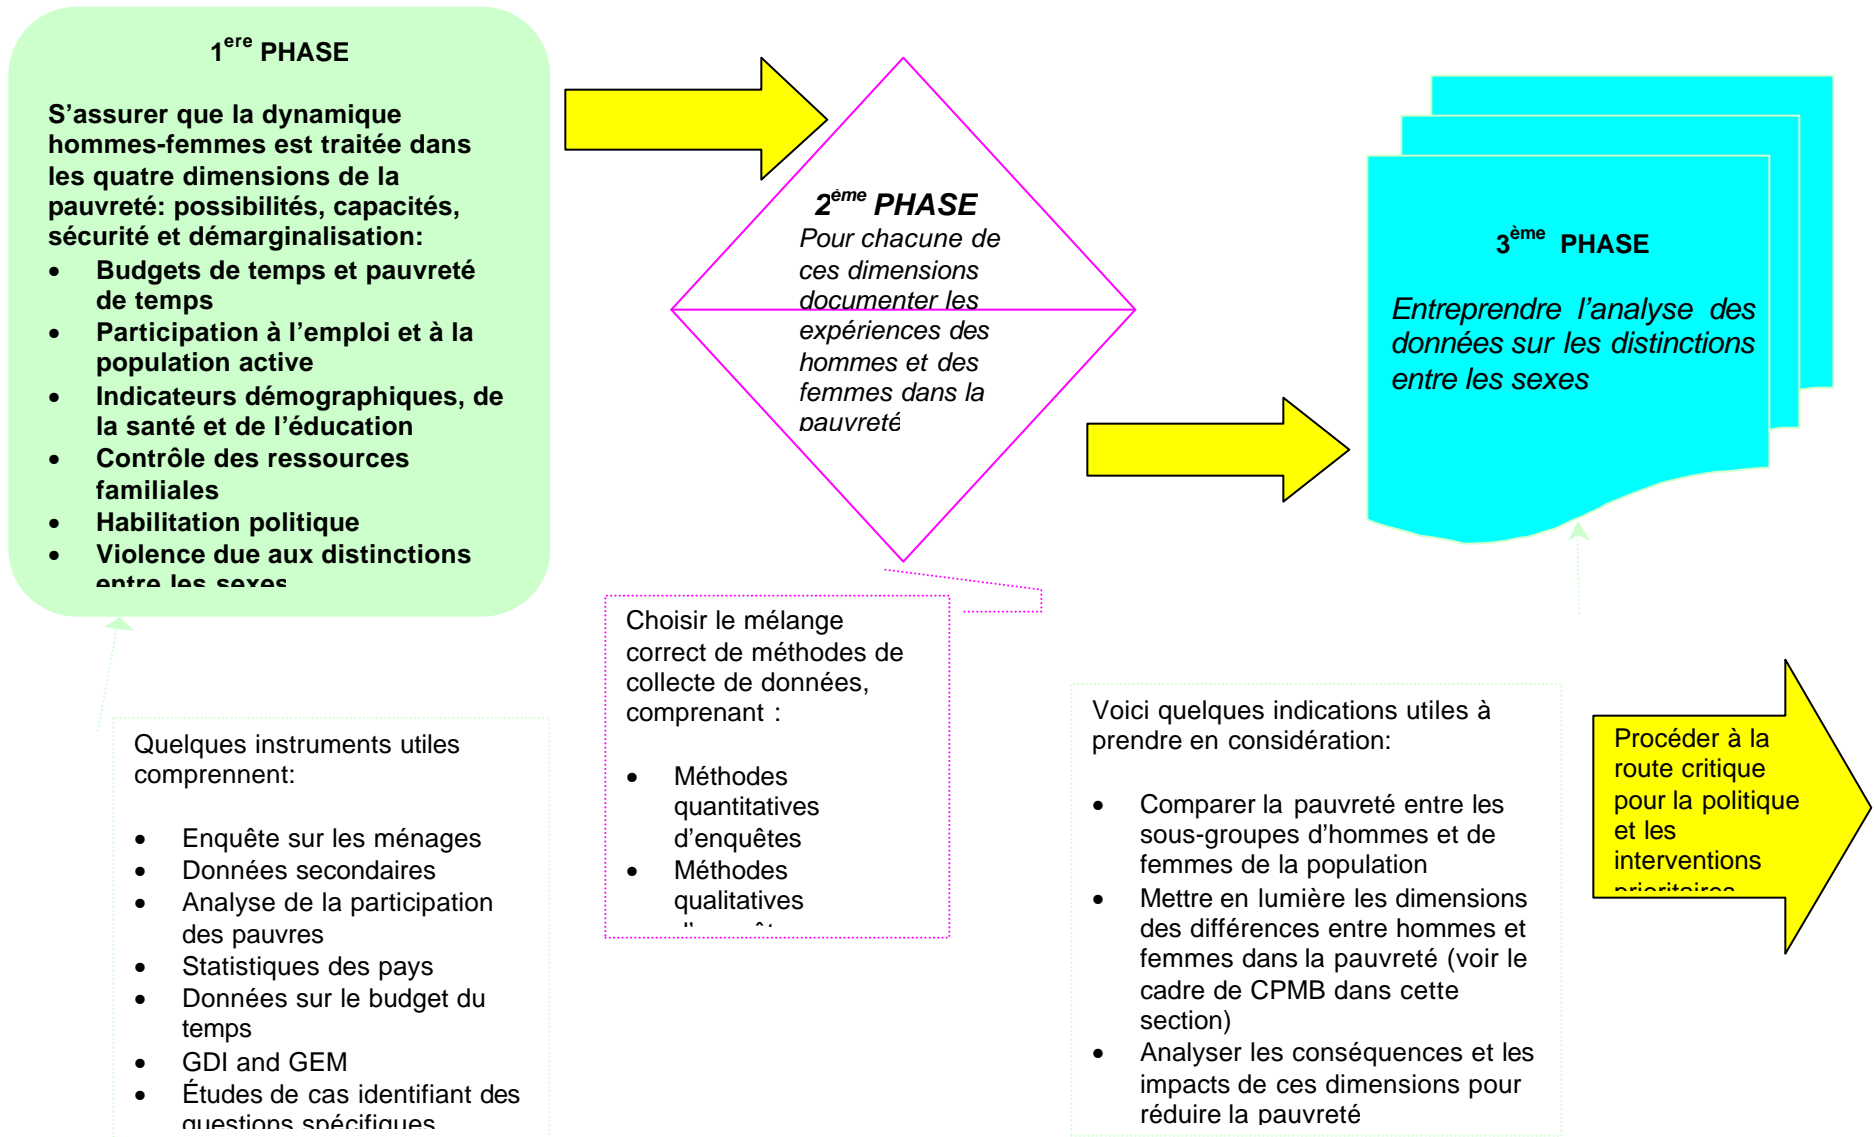 1ere PHASE
S'assurer que la dynamique
hommes-femmes est traitée dans
les quatre dimensions de la
pauvreté: possibilités, capacités,
sécurité et démarginalisation:
• Budgets de temps et pauvreté
de temps
• Participation à l'emploi et à la
population active
• Indicateurs démographiques, de
la santé et de l'éducation
• Contrôle des ressources
familiales
• Habilitation politique
• Violence due aux distinctions
entre les sexes
2ème PHASE
Pour chacune de
ces dimensions
documenter les
expériences des
hommes et des
femmes dans la
pauvreté
3ème PHASE
Entreprendre l'analyse des
données sur les distinctions
entre les sexes
Quelques instruments utiles
comprennent:
• Enquête sur les ménages
• Données secondaires
• Analyse de la participation
des pauvres
• Statistiques des pays
• Données sur le budget du
temps
• GDI and GEM
• Études de cas identifiant des
questions spécifiques
Choisir le mélange
correct de méthodes de
collecte de données,
comprenant :
• Méthodes
quantitatives
d'enquêtes
• Méthodes
qualitatives
Voici quelques indications utiles à
prendre en considération:
• Comparer la pauvreté entre les
sous-groupes d'hommes et de
femmes de la population
• Mettre en lumière les dimensions
des différences entre hommes et
femmes dans la pauvreté (voir le
cadre de CPMB dans cette
section)
• Analyser les conséquences et les
impacts de ces dimensions pour
réduire la pauvreté
Procéder à la
route critique
pour la politique
et les
interventions
prioritaires